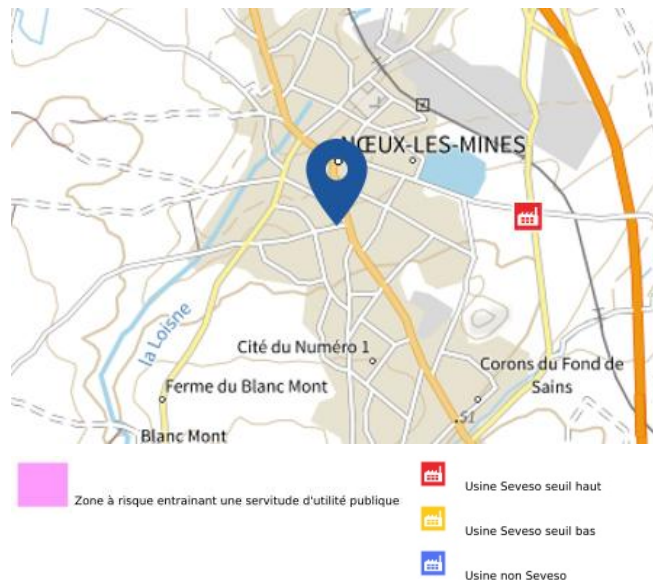 NŒUX-LES-MINES
la Loisne
Cité du Numéro 1
Corons du Fond de
Sains
Ferme du Blanc Mont
.51
Blanc Mont
Zone à risque entrainant une servitude d'utilité publique
Usine Seveso seuil haut
Usine Seveso seuil bas
Usine non Seveso